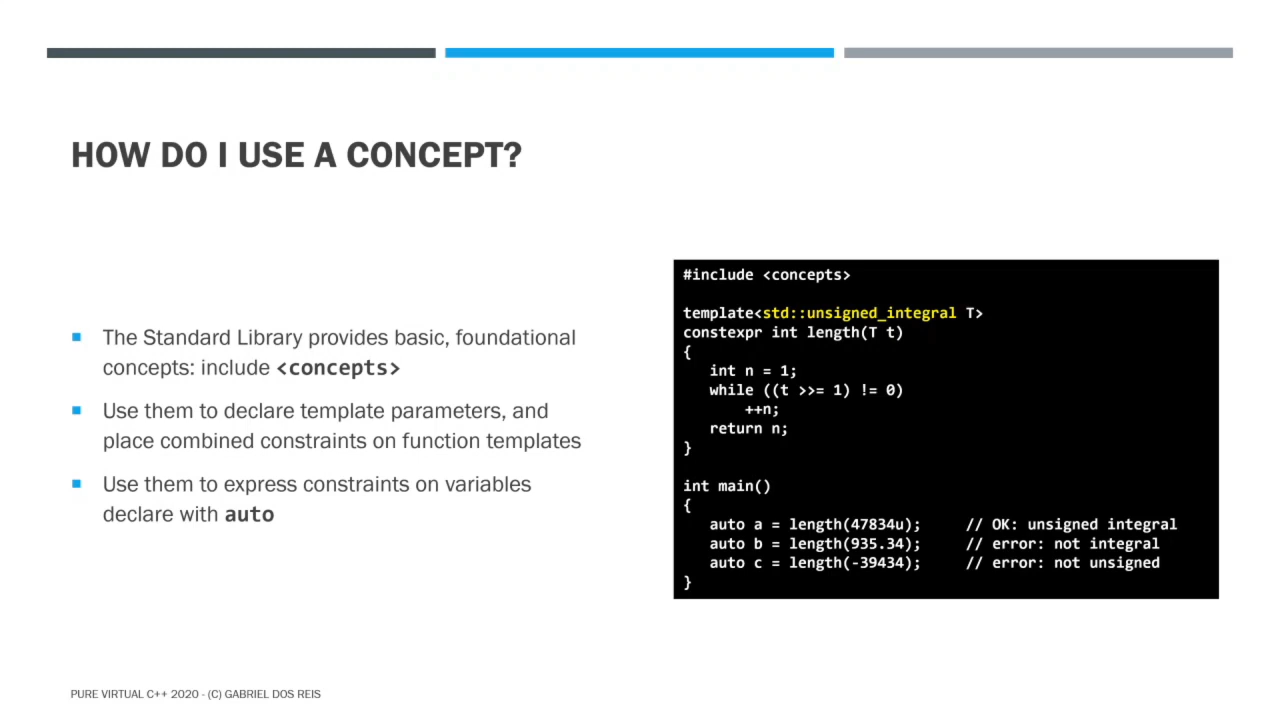 HOW DO I USE A CONCEPT?
The Standard Library provides basic, foundational
concepts: include <concepts>
Use them to declare template parameters, and
place combined constraints on function templates
Use them to express constraints on variables
declare with auto
#include <concepts>
template<std::unsigned_integral T>
constexpr int length(T t)
{
   int n = 1;
   while ((t >>= 1) != 0)
       ++n;
   return n;
}
int main()
{
   auto a = length(47834u);     // OK: unsigned integral
   auto b = length(935.34);     // error: not integral
   auto c = length(-39434);     // error: not unsigned
}
PURE VIRTUAL C++ 2020 - (C) GABRIEL DOS REIS